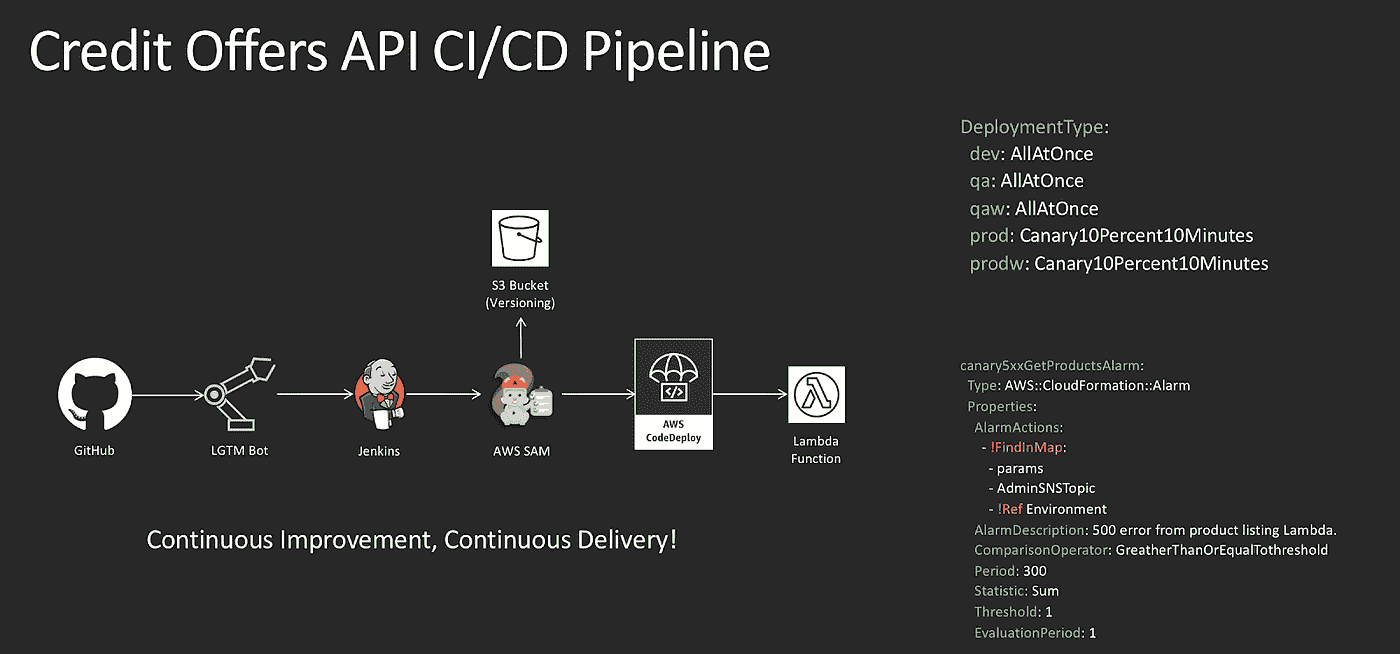 Credit Offers API CI/CD Pipeline
DeploymentType:
dev: AllAtOnce
qa: AllAtOnce
qaw: AllAtOnce
prod: Canary10Percent10Minutes
prodw: Canary10Percent10Minutes
S3 Bucket
(Versioning)
GitHub
LGTM Bot
Jenkins
AWS SAM
AWS
CodeDeploy
Lambda
Function
Continuous Improvement, Continuous Delivery!
canary5xxGetProductsAlarm:
Type: AWS::CloudFormation::Alarm
Properties:
AlarmActions:
- !FindInMap:
- params
- AdminSNSTopic
- !Ref Environment
AlarmDescription: 500 error from product listing Lambda.
ComparisonOperator: GreatherThanOrEqualTothreshold
Period: 300
Statistic: Sum
Threshold: 1
EvaluationPeriod: 1